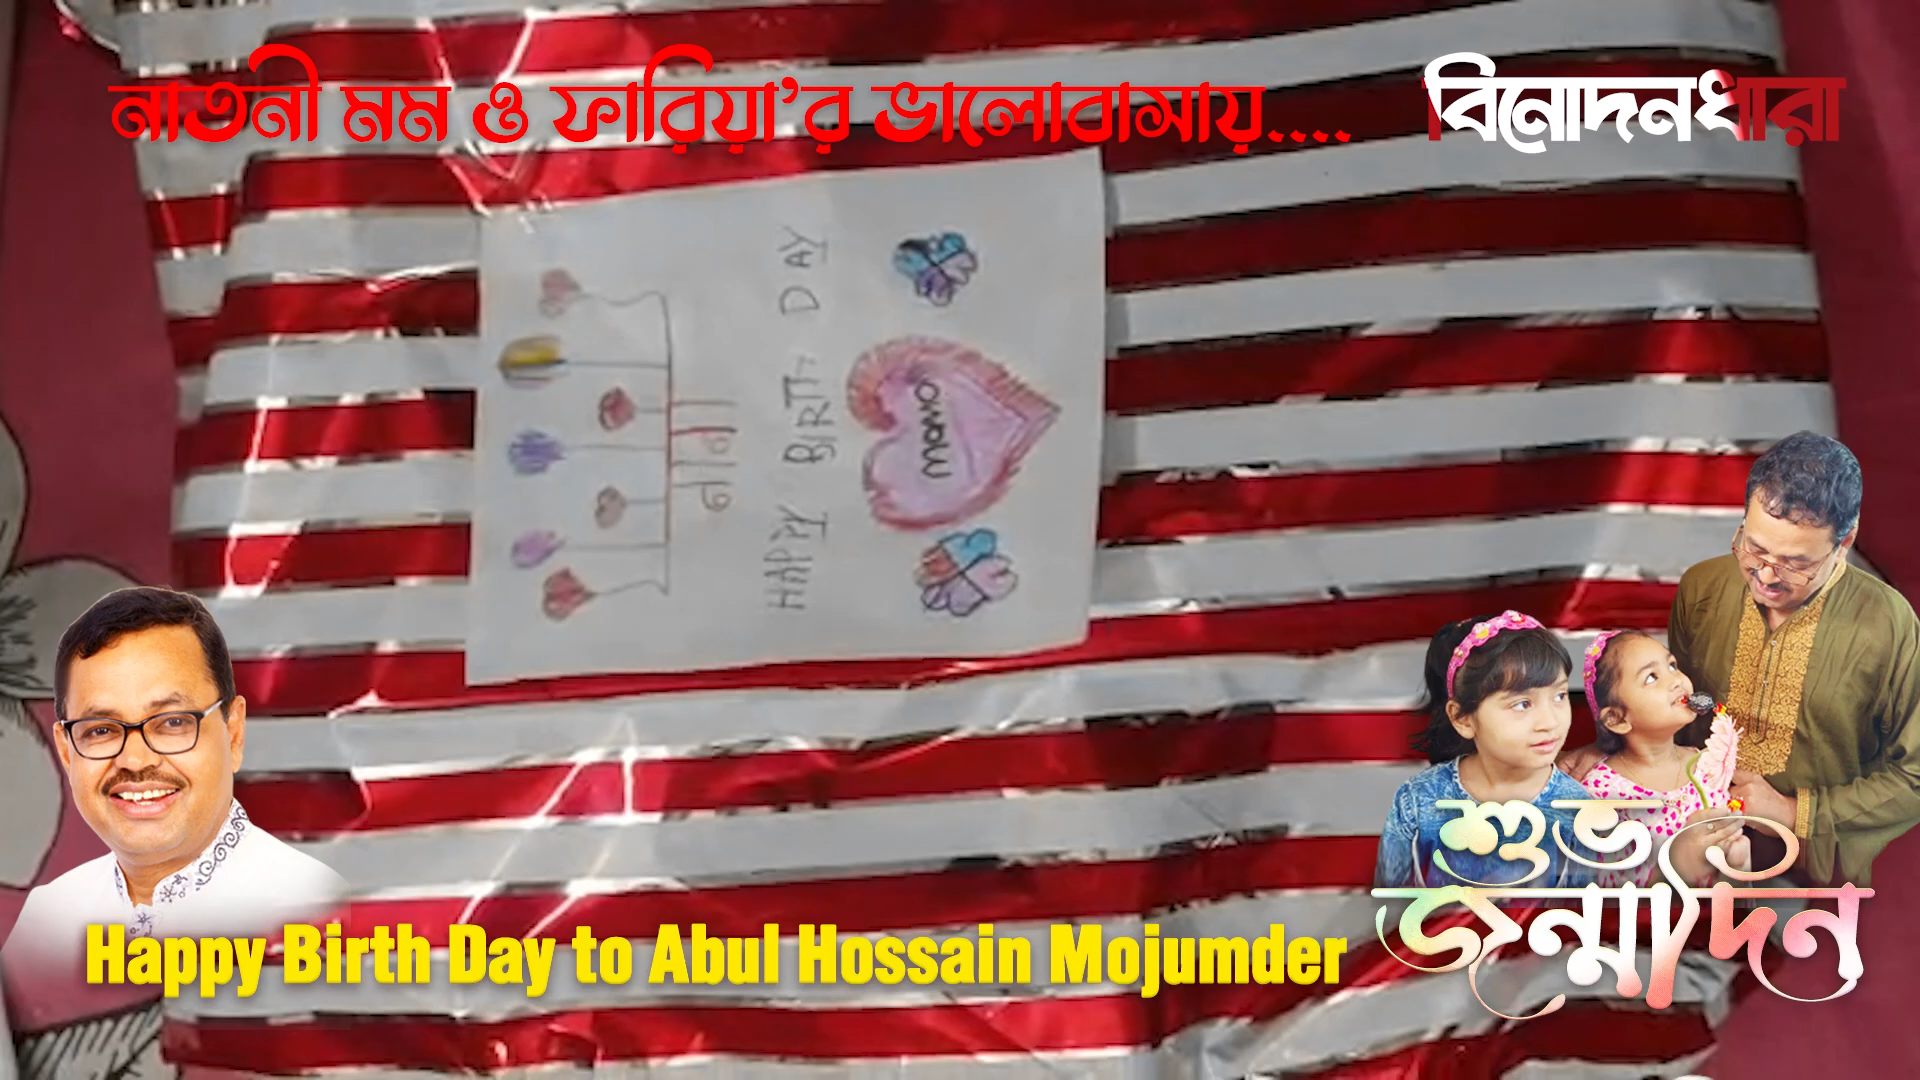 নাতনী মম ও ফারিয়া’র ভালোবাসায়....
বিনোদনধারা
HAPPY BIRTH DAY
MOMO
শুভ
জন্মদিন
Happy Birth Day to Abul Hossain Mojumder